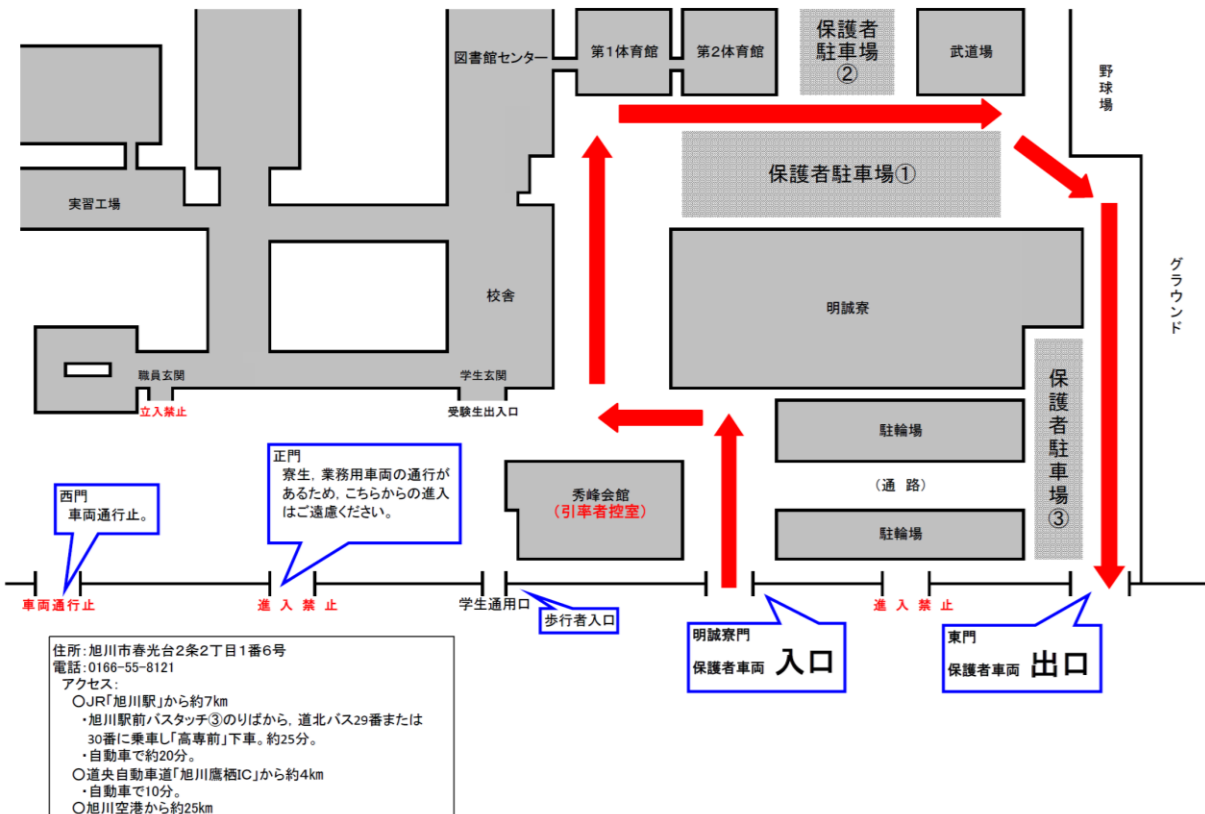 図書館センター
第1体育館
第2体育館
保護者
駐車場
②
武道場
野球場
保護者駐車場①
実習工場
グラウンド
校舎
明誠寮
職員玄関
立入禁止
学生玄関
受験生出入口
保護者駐車場③
駐輪場
(通 路)
駐輪場
正門
寮生，業務用車両の通行が
あるため，こちらからの進入
はご遠慮ください。
西門
車両通行止。
秀峰会館
(引率者控室)
車両通行止
進 入 禁 止
学生通用口
進 入 禁 止
歩行者入口
明誠寮門
保護者車両 入口
東門
保護者車両 出口
住所:旭川市春光台2条2丁目1番6号
電話:0166-55-8121
アクセス:
○JR「旭川駅」から約7km
・旭川駅前バスタッチ③のりばから，道北バス29番または
30番に乗車し「高専前」下車。約25分。
・自動車で約20分。
○道央自動車道「旭川鷹栖IC」から約4km
・自動車で10分。
○旭川空港から約25km